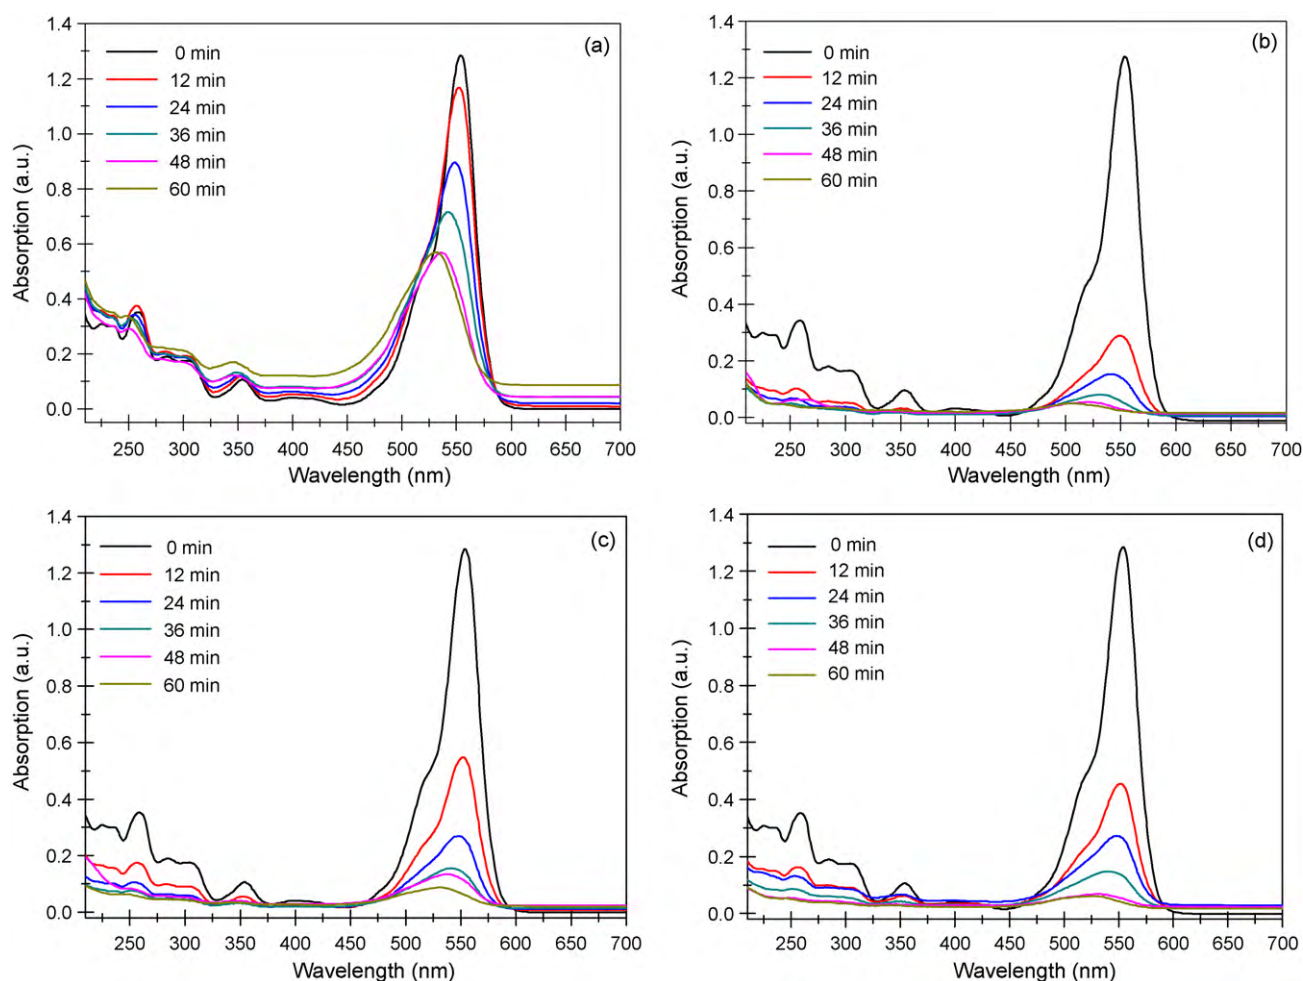 (a)
1.4
1.2
1.0
0.8
0.6
0.4
0.2
0.0
Absorption (a.u.)
0 min
12 min
24 min
36 min
48 min
60 min
250 300 350 400 450 500 550 600 650 700
Wavelength (nm)
(b)
1.4
1.2
1.0
0.8
0.6
0.4
0.2
0.0
Absorption (a.u.)
0 min
12 min
24 min
36 min
48 min
60 min
250 300 350 400 450 500 550 600 650 700
Wavelength (nm)
(c)
1.4
1.2
1.0
0.8
0.6
0.4
0.2
0.0
Absorption (a.u.)
0 min
12 min
24 min
36 min
48 min
60 min
250 300 350 400 450 500 550 600 650 700
Wavelength (nm)
(d)
1.4
1.2
1.0
0.8
0.6
0.4
0.2
0.0
Absorption (a.u.)
0 min
12 min
24 min
36 min
48 min
60 min
250 300 350 400 450 500 550 600 650 700
Wavelength (nm)